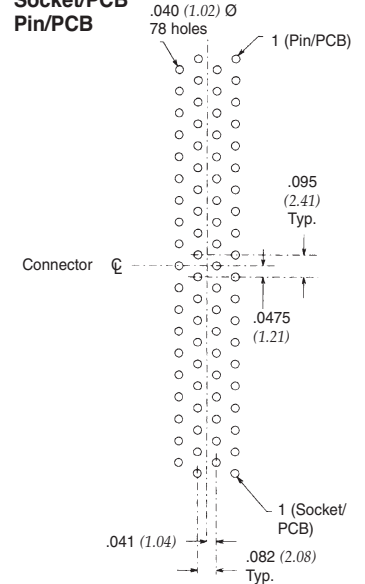 Socket/PCB
Pin/PCB
.040 (1.02) Ø
78 holes
1 (Pin/PCB)
.095
(2.41)
Typ.
Connector ℄
.0475
(1.21)
1 (Socket/
PCB)
.041 (1.04)
.082 (2.08)
Typ.